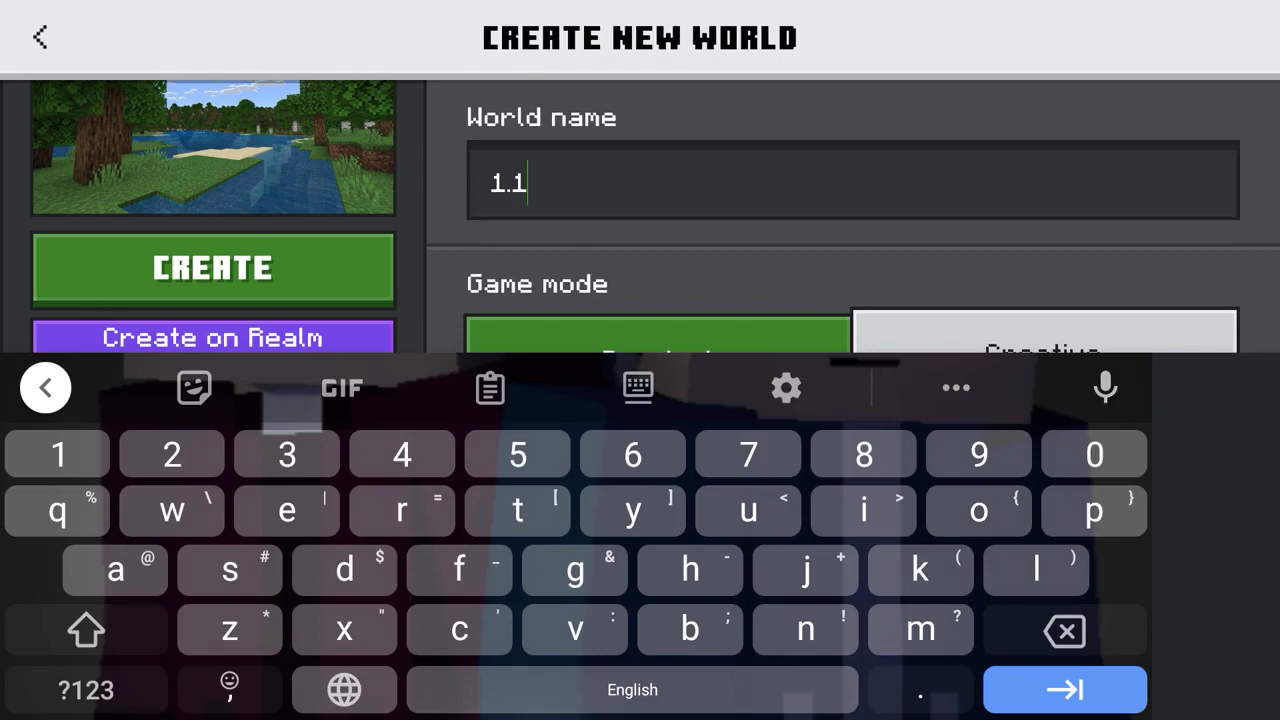 CREATE NEW WORLD
World name
1.1
CREATE
Game mode
Create on Realm
Creative
GIF
1 2 3 4 5 6 7 8 9 0
q % w \ e | r = t [ y ] u < i > o { p }
a @ s # d $ f - g & h - j + k ( l )
z * x " c ' v : b ; n ! m ?
?123 , English .